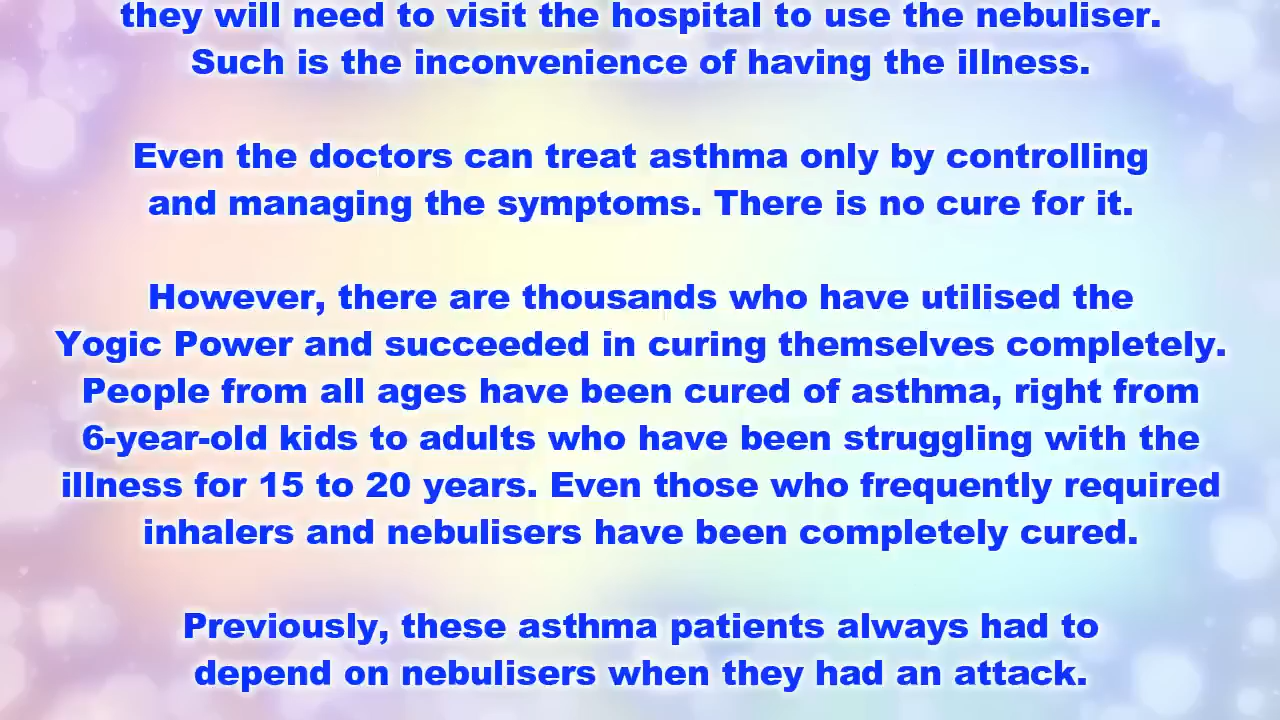 they will need to visit the hospital to use the nebuliser.
Such is the inconvenience of having the illness.
Even the doctors can treat asthma only by controlling
and managing the symptoms. There is no cure for it.
However, there are thousands who have utilised the
Yogic Power and succeeded in curing themselves completely.
People from all ages have been cured of asthma, right from
6-year-old kids to adults who have been struggling with the
illness for 15 to 20 years. Even those who frequently required
inhalers and nebulisers have been completely cured.
Previously, these asthma patients always had to
depend on nebulisers when they had an attack.